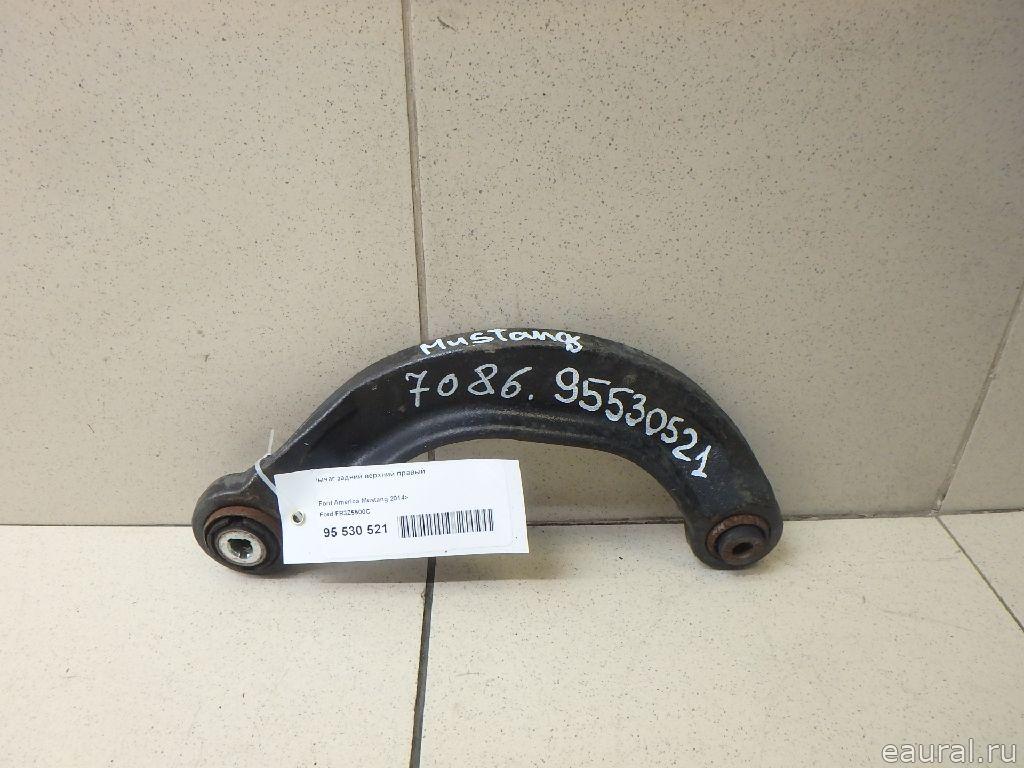 Mustang
7086. 95530521
рычаг задний верхний правый
Ford America Mustang 2014>
Ford FR3Z5500C
95 530 521
eaural.ru